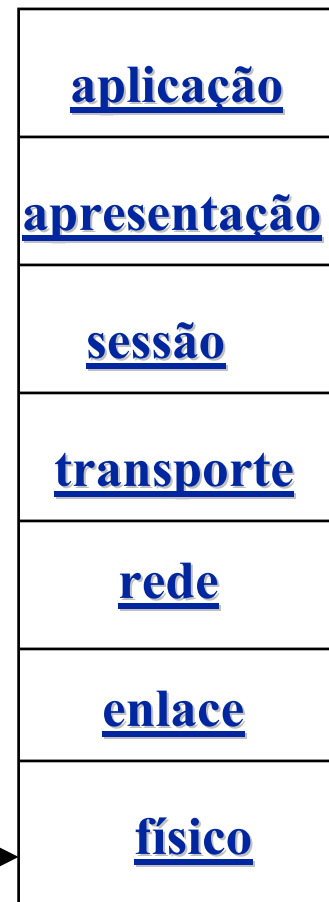 aplicação
apresentação
sessão
transporte
rede
enlace
físico